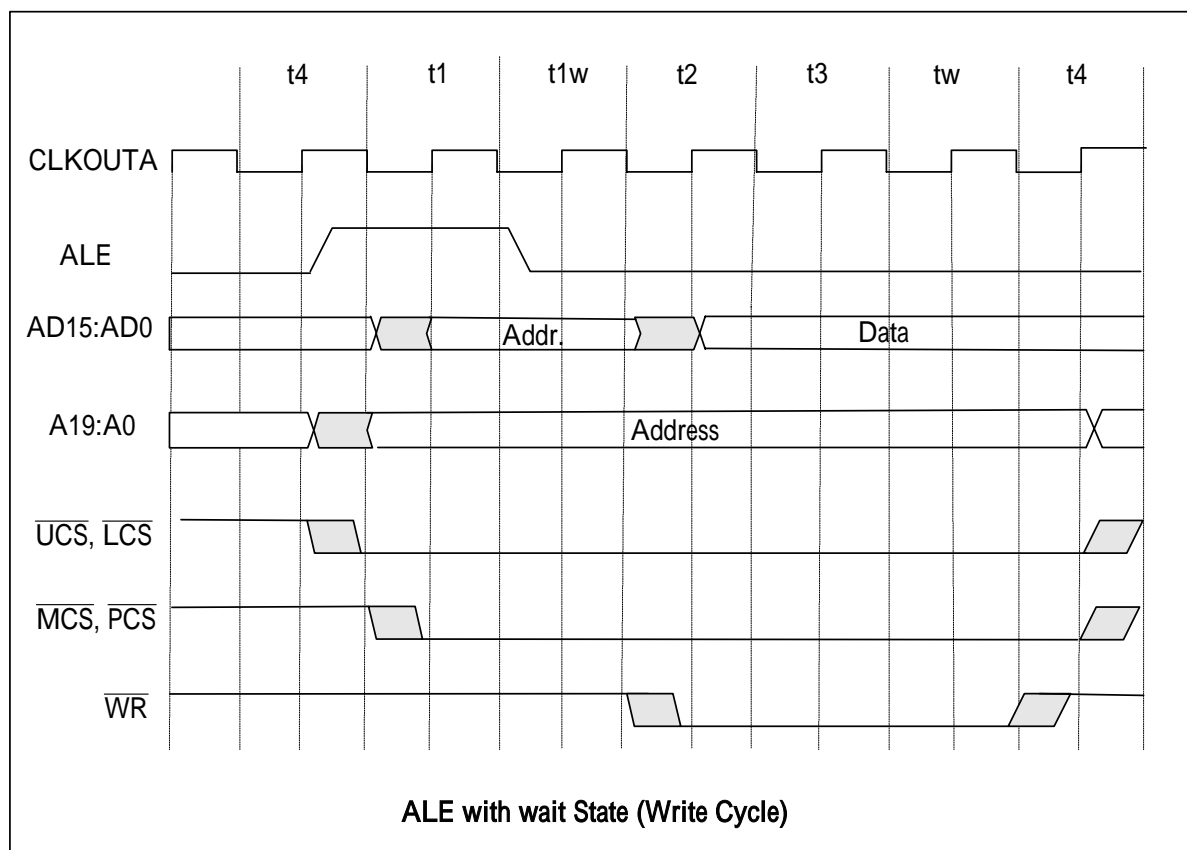 t4 t1 t1w t2 t3 tw t4
CLKOUTA
ALE
AD15:AD0 Addr. Data
A19:A0 Address
UCS, LCS
MCS, PCS
WR
ALE with wait State (Write Cycle)